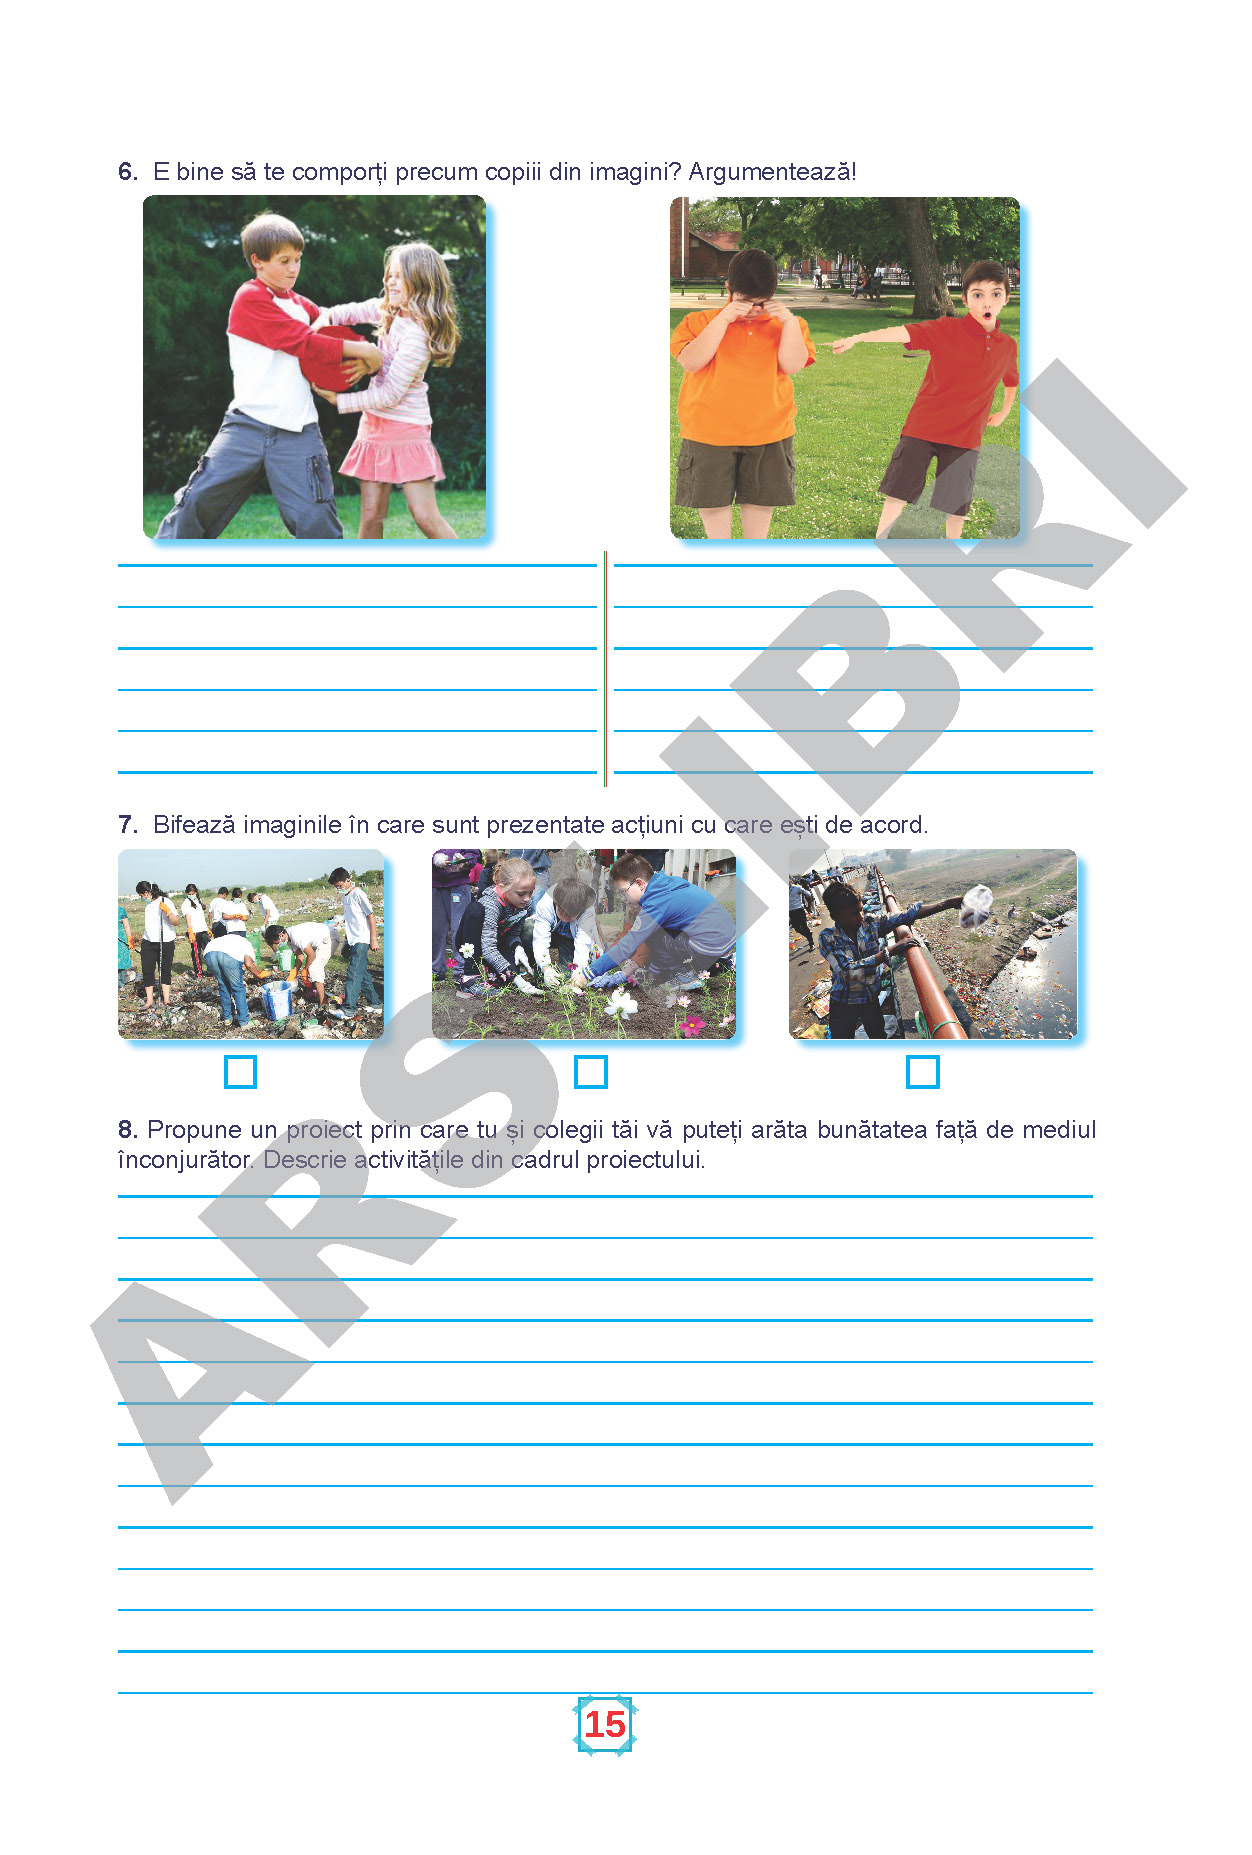 6. E bine să te comporți precum copiii din imagini? Argumentează!
7. Bifează imaginile în care sunt prezentate acțiuni cu care ești de acord.
8. Propune un proiect prin care tu și colegii tăi vă puteți arăta bunătatea față de mediul
înconjurător. Descrie activitățile din cadrul proiectului.
ARS LIBRI
15